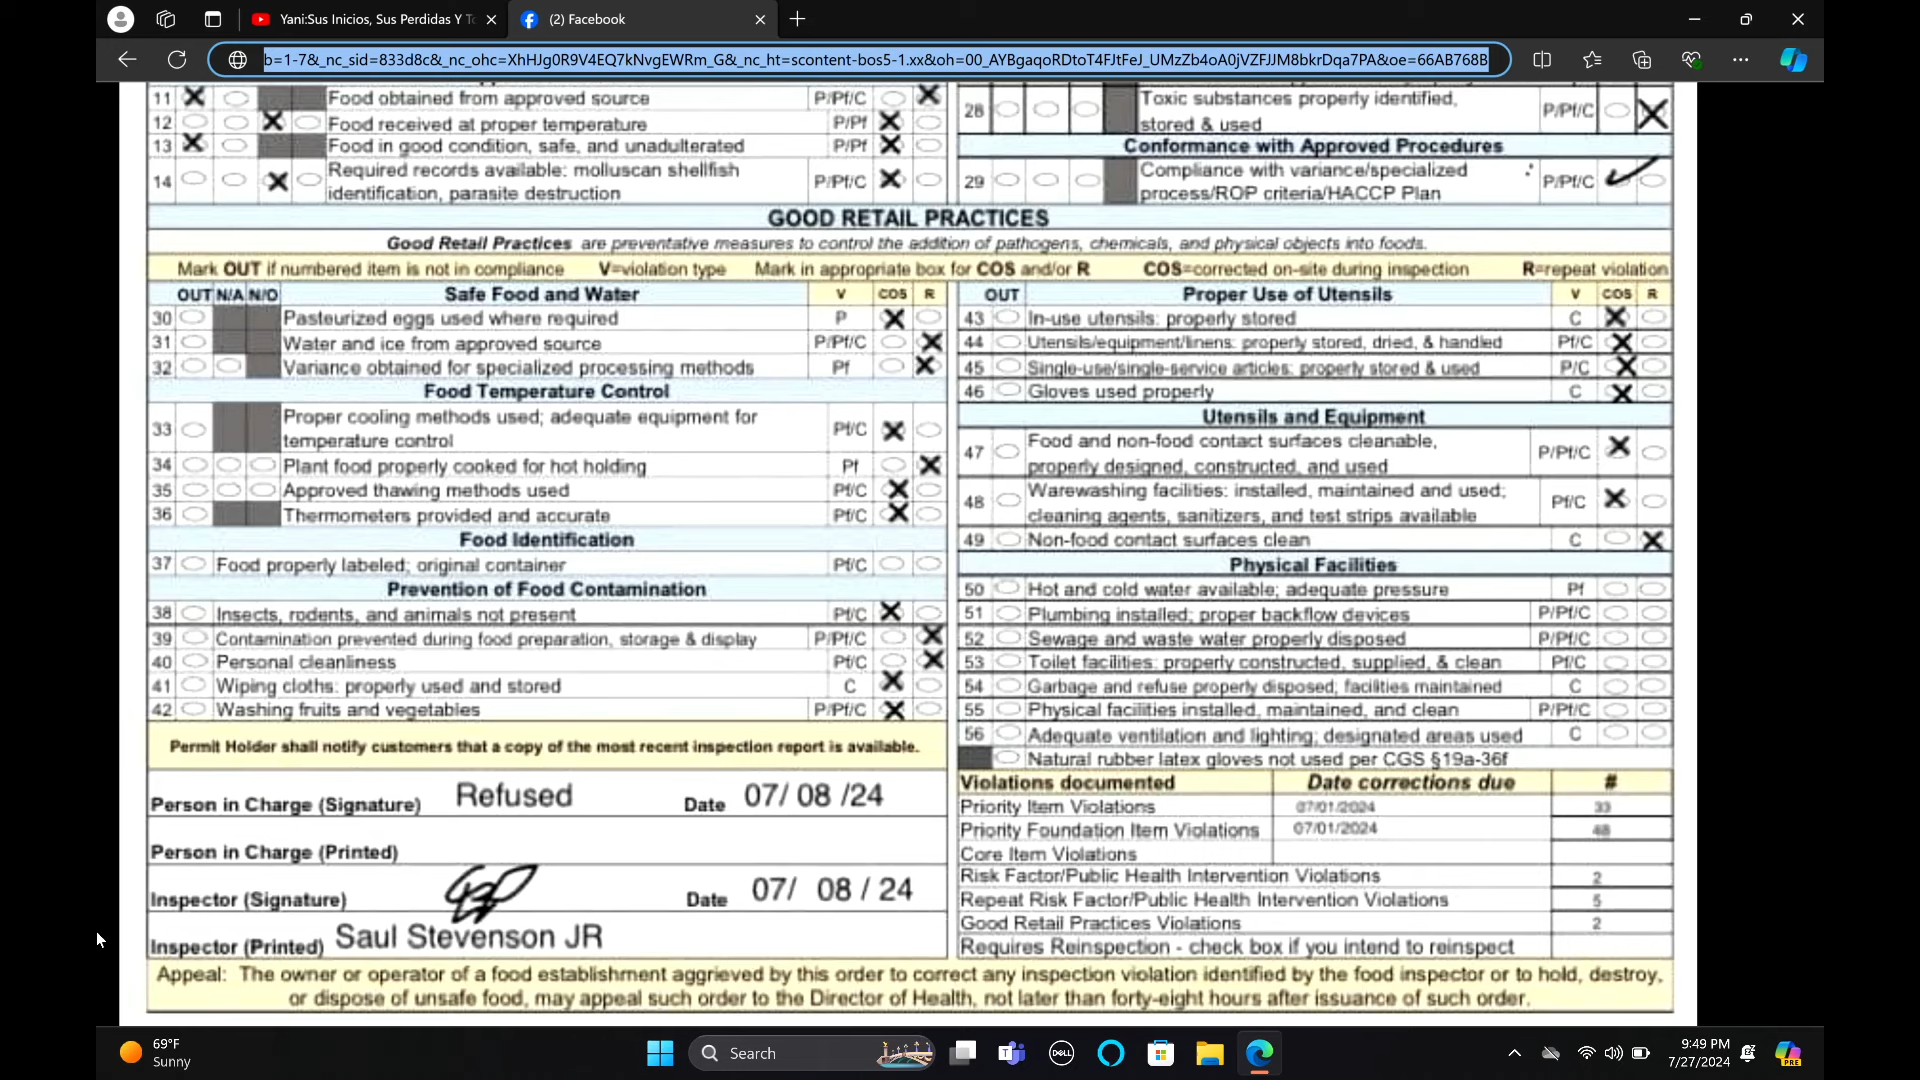 Yani:Sus Inicios, Sus Perdidas Y To
(2) Facebook
b=1-7&_nc_sid=833d8c&_nc_ohc=XhHJg0R9V4EQ7kNvgEWRm_G&_nc_ht=scontent-bos5-1.xx&oh=00_AYBgaqoRDtoT4FJtFeJ_UMzZb4oA0jVZFJJM8bkrDqa7PA&oe=66AB768B
11 Food obtained from approved source P/Pf/C
12 Food received at proper temperature P/Pf
13 Food in good condition, safe, and unadulterated P/Pf
14 Required records available: molluscan shellfish
identification, parasite destruction P/Pf/C
28 Toxic substances properly identified,
stored & used P/Pf/C
Conformance with Approved Procedures
29 Compliance with variance/specialized
process/ROP criteria/HACCP Plan P/Pf/C
GOOD RETAIL PRACTICES
Good Retail Practices are preventative measures to control the addition of pathogens, chemicals, and physical objects into foods.
Mark OUT if numbered item is not in compliance V=violation type Mark in appropriate box for COS and/or R COS=corrected on-site during inspection R=repeat violation
OUT N/A N/O Safe Food and Water V COS R
30 Pasteurized eggs used where required P
31 Water and ice from approved source P/Pf/C
32 Variance obtained for specialized processing methods Pf
Food Temperature Control
33 Proper cooling methods used; adequate equipment for
temperature control Pf/C
34 Plant food properly cooked for hot holding Pf
35 Approved thawing methods used Pf/C
36 Thermometers provided and accurate Pf/C
Food Identification
37 Food properly labeled; original container Pf/C
Prevention of Food Contamination
38 Insects, rodents, and animals not present Pf/C
39 Contamination prevented during food preparation, storage & display P/Pf/C
40 Personal cleanliness Pf/C
41 Wiping cloths: properly used and stored C
42 Washing fruits and vegetables P/Pf/C
Permit Holder shall notify customers that a copy of the most recent inspection report is available.
Person in Charge (Signature) Refused Date 07/ 08 /24
Person in Charge (Printed)
Inspector (Signature) Date 07/ 08 / 24
Inspector (Printed) Saul Stevenson JR
OUT Proper Use of Utensils V COS R
43 In-use utensils: properly stored C
44 Utensils/equipment/linens: properly stored, dried, & handled Pf/C
45 Single-use/single-service articles: properly stored & used P/C
46 Gloves used properly C
Utensils and Equipment
47 Food and non-food contact surfaces cleanable,
properly designed, constructed, and used P/Pf/C
48 Warewashing facilities: installed, maintained and used;
cleaning agents, sanitizers, and test strips available Pf/C
49 Non-food contact surfaces clean C
Physical Facilities
50 Hot and cold water available; adequate pressure Pf
51 Plumbing installed; proper backflow devices P/Pf/C
52 Sewage and waste water properly disposed P/Pf/C
53 Toilet facilities: properly constructed, supplied, & clean Pf/C
54 Garbage and refuse properly disposed; facilities maintained C
55 Physical facilities installed, maintained, and clean P/Pf/C
56 Adequate ventilation and lighting; designated areas used C
Natural rubber latex gloves not used per CGS §19a-36f
Violations documented Date corrections due #
Priority Item Violations 07/01/2024 33
Priority Foundation Item Violations 07/01/2024 48
Core Item Violations
Risk Factor/Public Health Intervention Violations 2
Repeat Risk Factor/Public Health Intervention Violations 5
Good Retail Practices Violations 2
Requires Reinspection - check box if you intend to reinspect
Appeal: The owner or operator of a food establishment aggrieved by this order to correct any inspection violation identified by the food inspector or to hold, destroy,
or dispose of unsafe food, may appeal such order to the Director of Health, not later than forty-eight hours after issuance of such order.
69°F
Sunny
Search
DELL
9:49 PM
7/27/2024
PRE